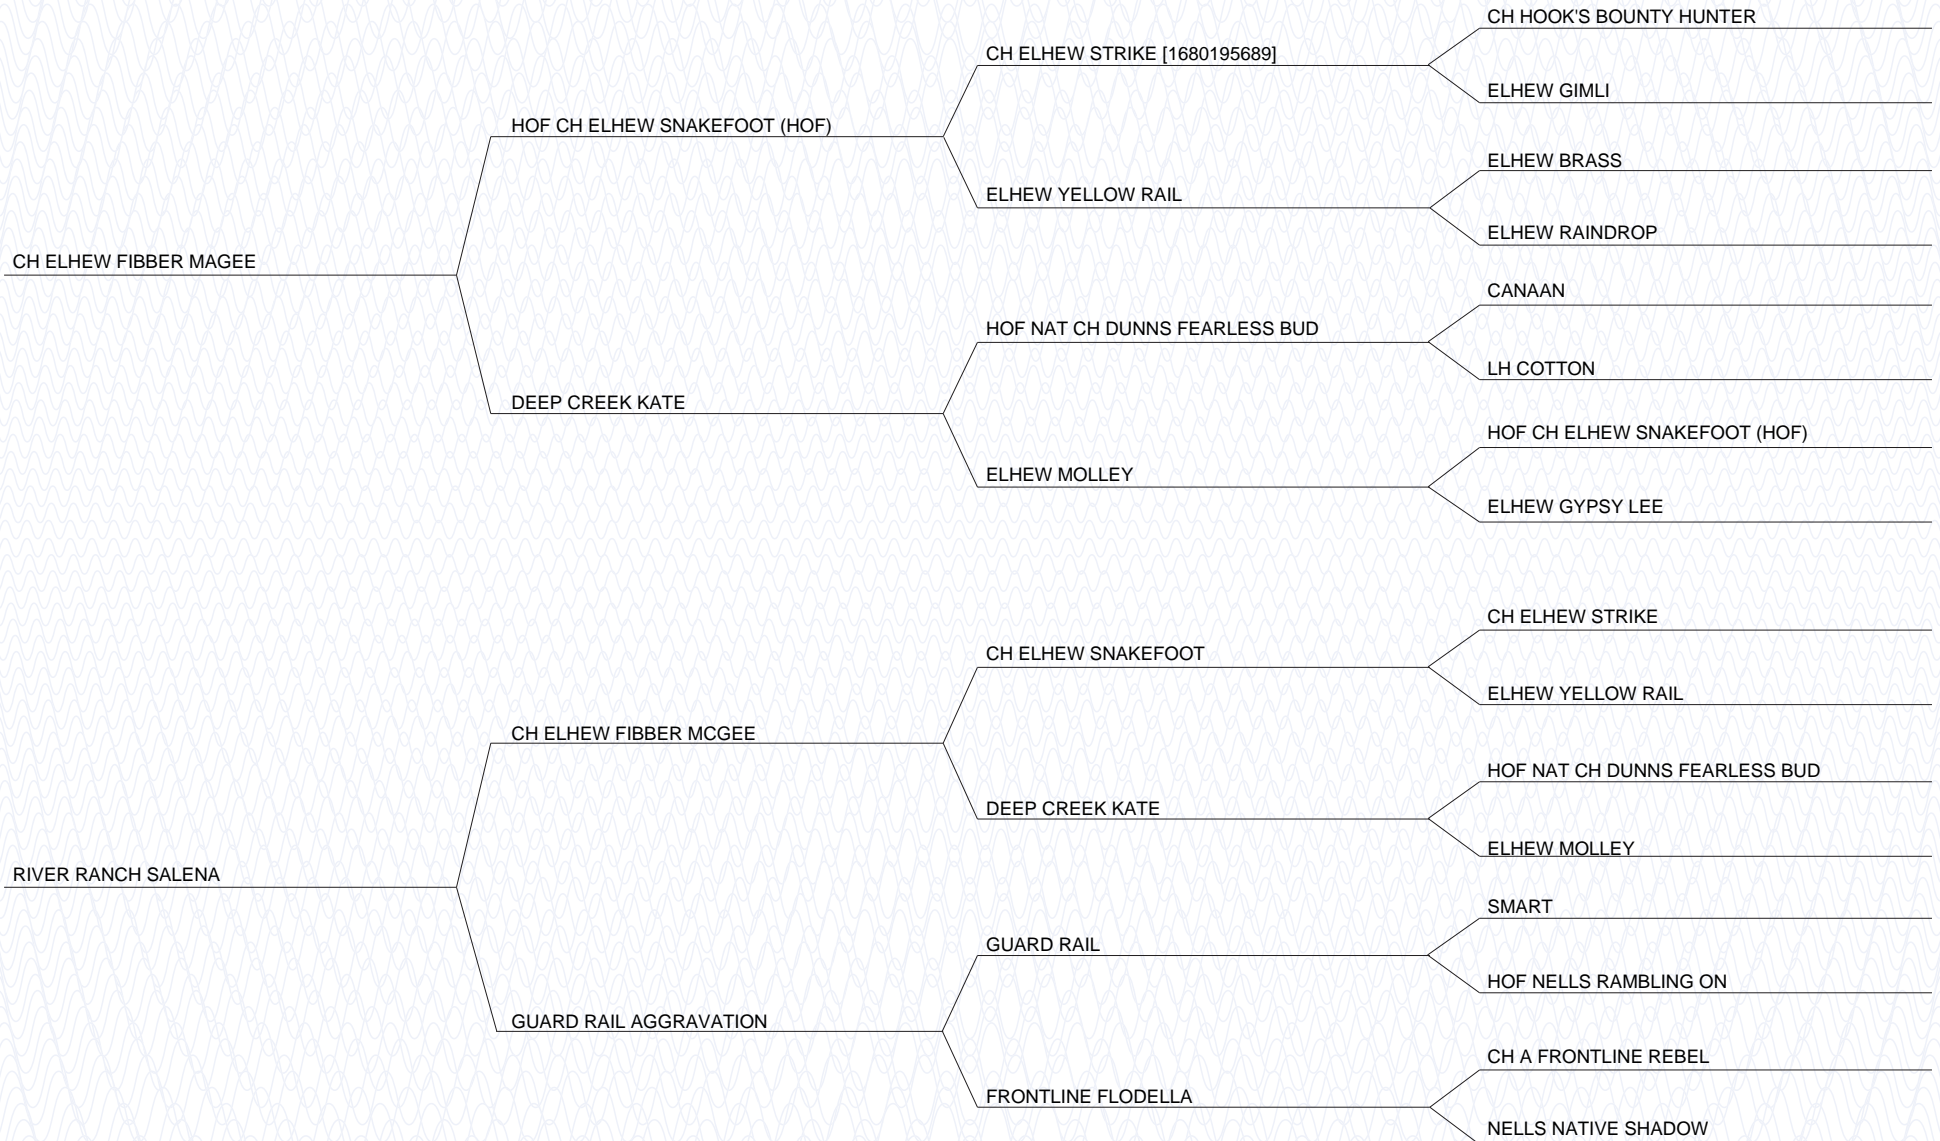 CH HOOK'S BOUNTY HUNTER
CH ELHEW STRIKE [1680195689]
ELHEW GIMLI
HOF CH ELHEW SNAKEFOOT (HOF)
ELHEW BRASS
ELHEW YELLOW RAIL
ELHEW RAINDROP
CH ELHEW FIBBER MAGEE
CANAAN
HOF NAT CH DUNNS FEARLESS BUD
LH COTTON
DEEP CREEK KATE
HOF CH ELHEW SNAKEFOOT (HOF)
ELHEW MOLLEY
ELHEW GYPSY LEE
CH ELHEW STRIKE
CH ELHEW SNAKEFOOT
ELHEW YELLOW RAIL
CH ELHEW FIBBER MCGEE
HOF NAT CH DUNNS FEARLESS BUD
DEEP CREEK KATE
ELHEW MOLLEY
RIVER RANCH SALENA
SMART
GUARD RAIL
HOF NELLS RAMBLING ON
GUARD RAIL AGGRAVATION
CH A FRONTLINE REBEL
FRONTLINE FLODELLA
NELLS NATIVE SHADOW